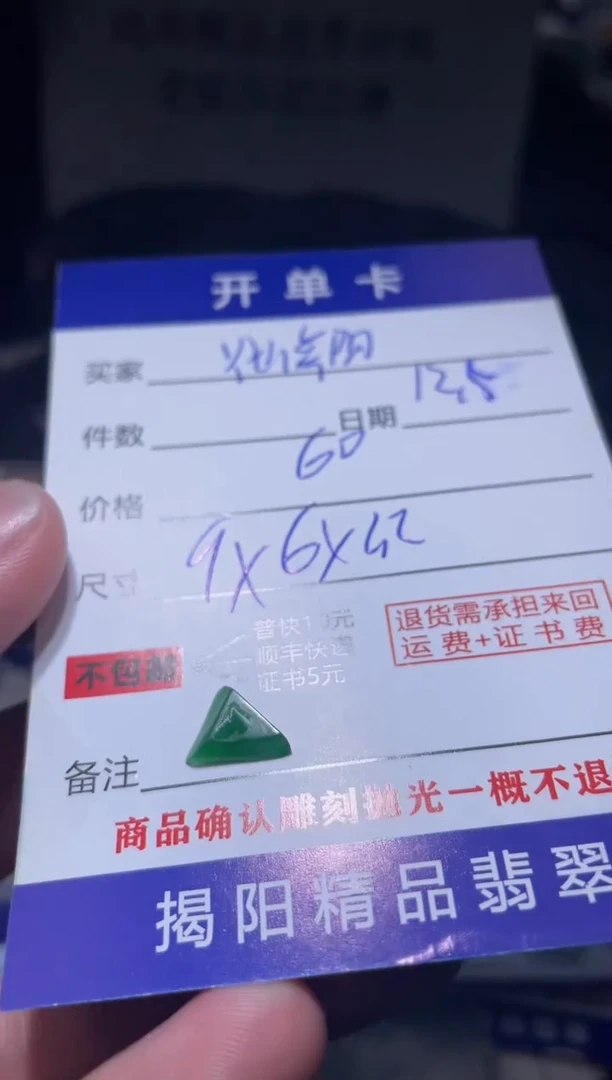 开单卡
买家
件数 日期 12.5
价格 60
尺寸 9X6X
普快10元
顺丰快递
证书5元
不包邮
退货需承担来回
运费+证书费
备注
商品确认雕刻抛光一概不退
揭阳精品翡翠